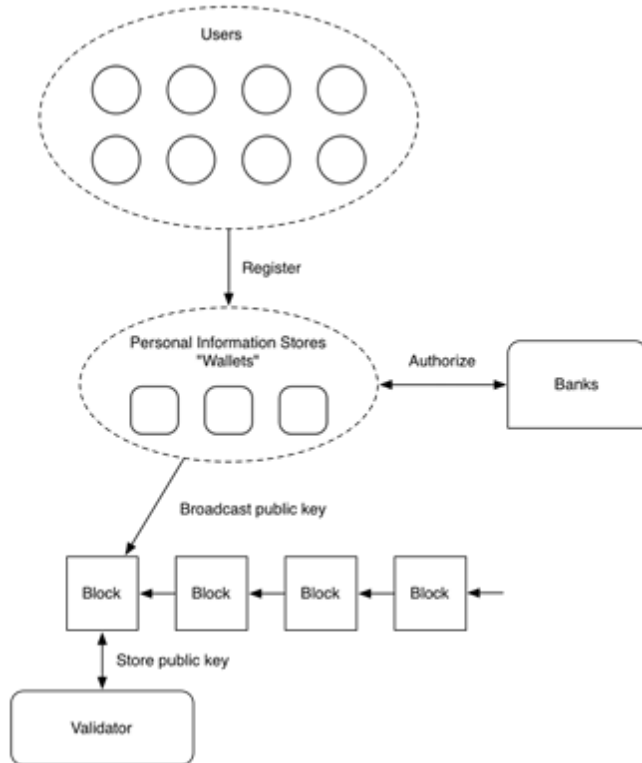 Users
Register
Personal Information Stores
"Wallets"
Authorize
Banks
Broadcast public key
Block
Block
Block
Block
Store public key
Validator